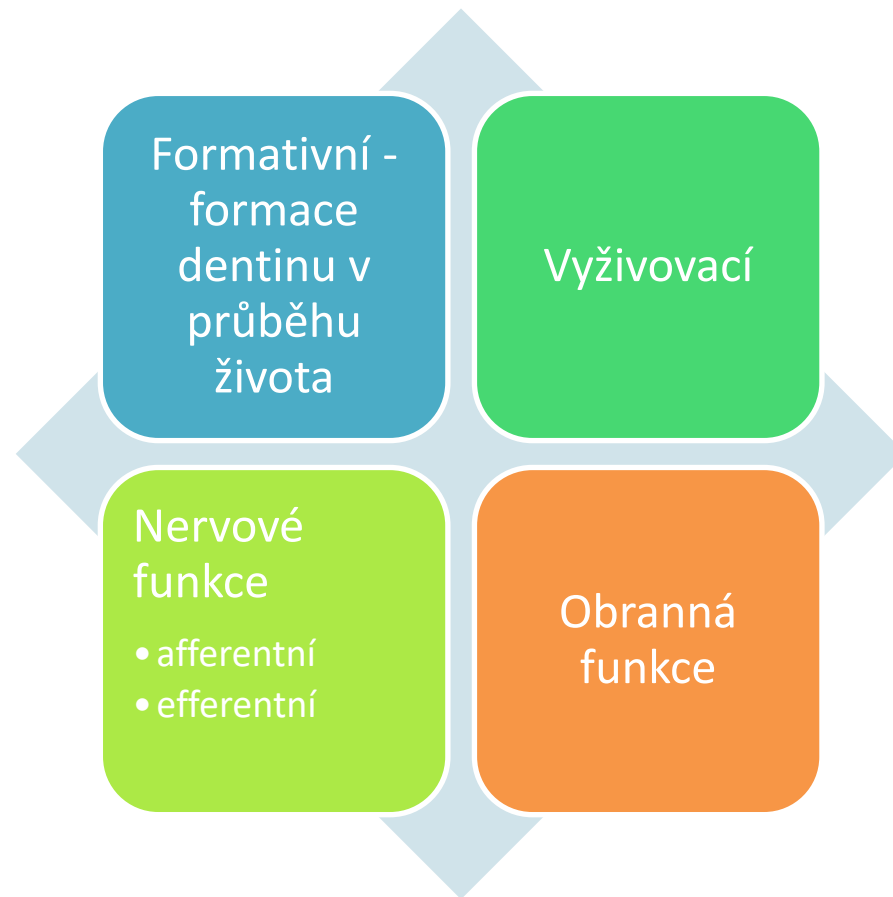 Formativní -
formace
dentinu v
průběhu
života
Vyživovací
Nervové
funkce
• afferentní
• efferentní
Obranná
funkce